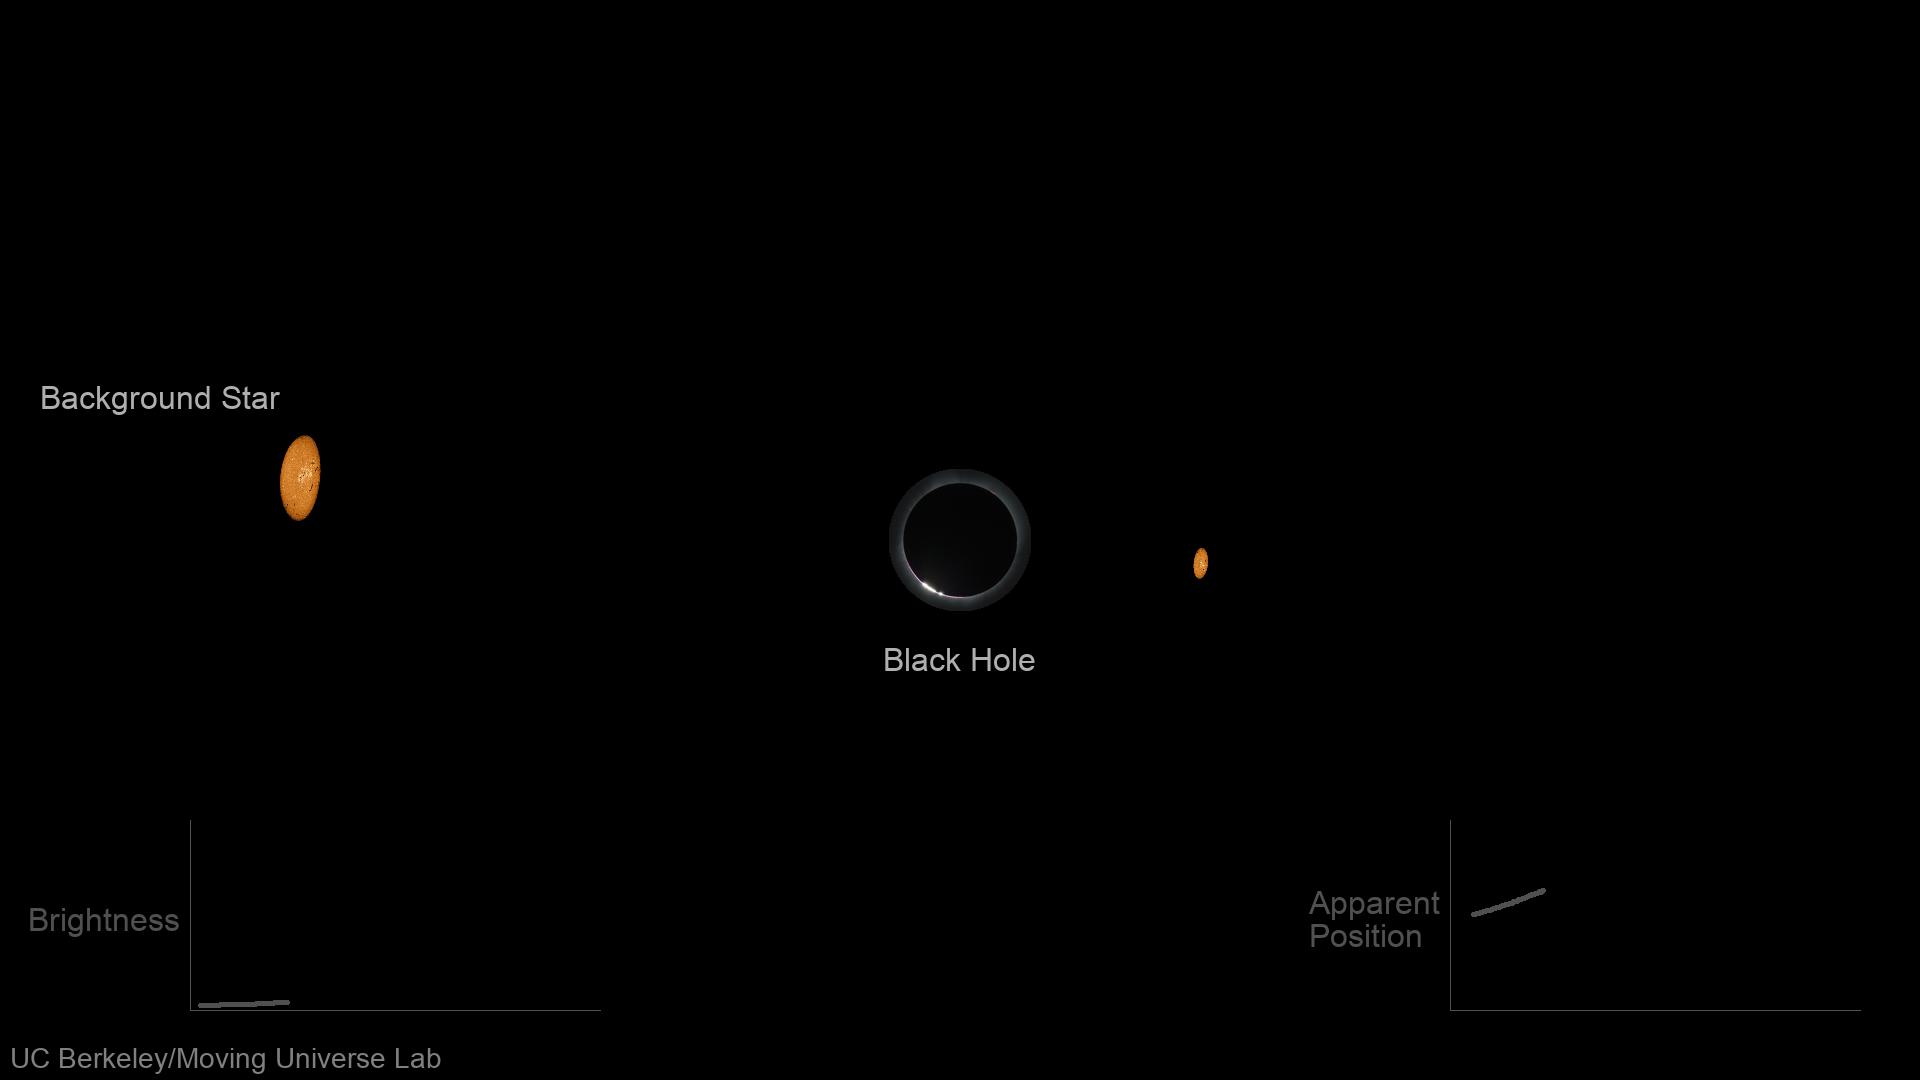 Background Star
Black Hole
Brightness
Apparent
Position
UC Berkeley/Moving Universe Lab